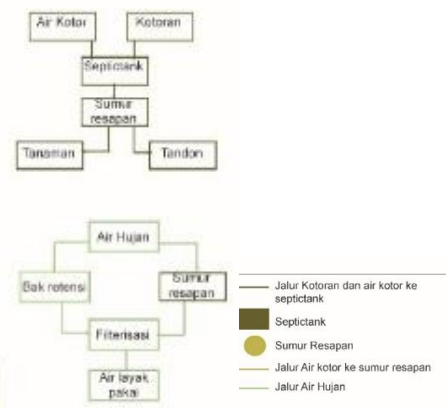 Air Kotor
Kotoran
Septictank
Sumur
resapan
Tanaman
Tandon
Air Hujan
Bak retensi
Sumur
resapan
Filterisasi
Air layak
pakai
Jalur Kotoran dan air kotor ke
septictank
Septictank
Sumur Resapan
Jalur Air kotor ke sumur resapan
Jalur Air Hujan